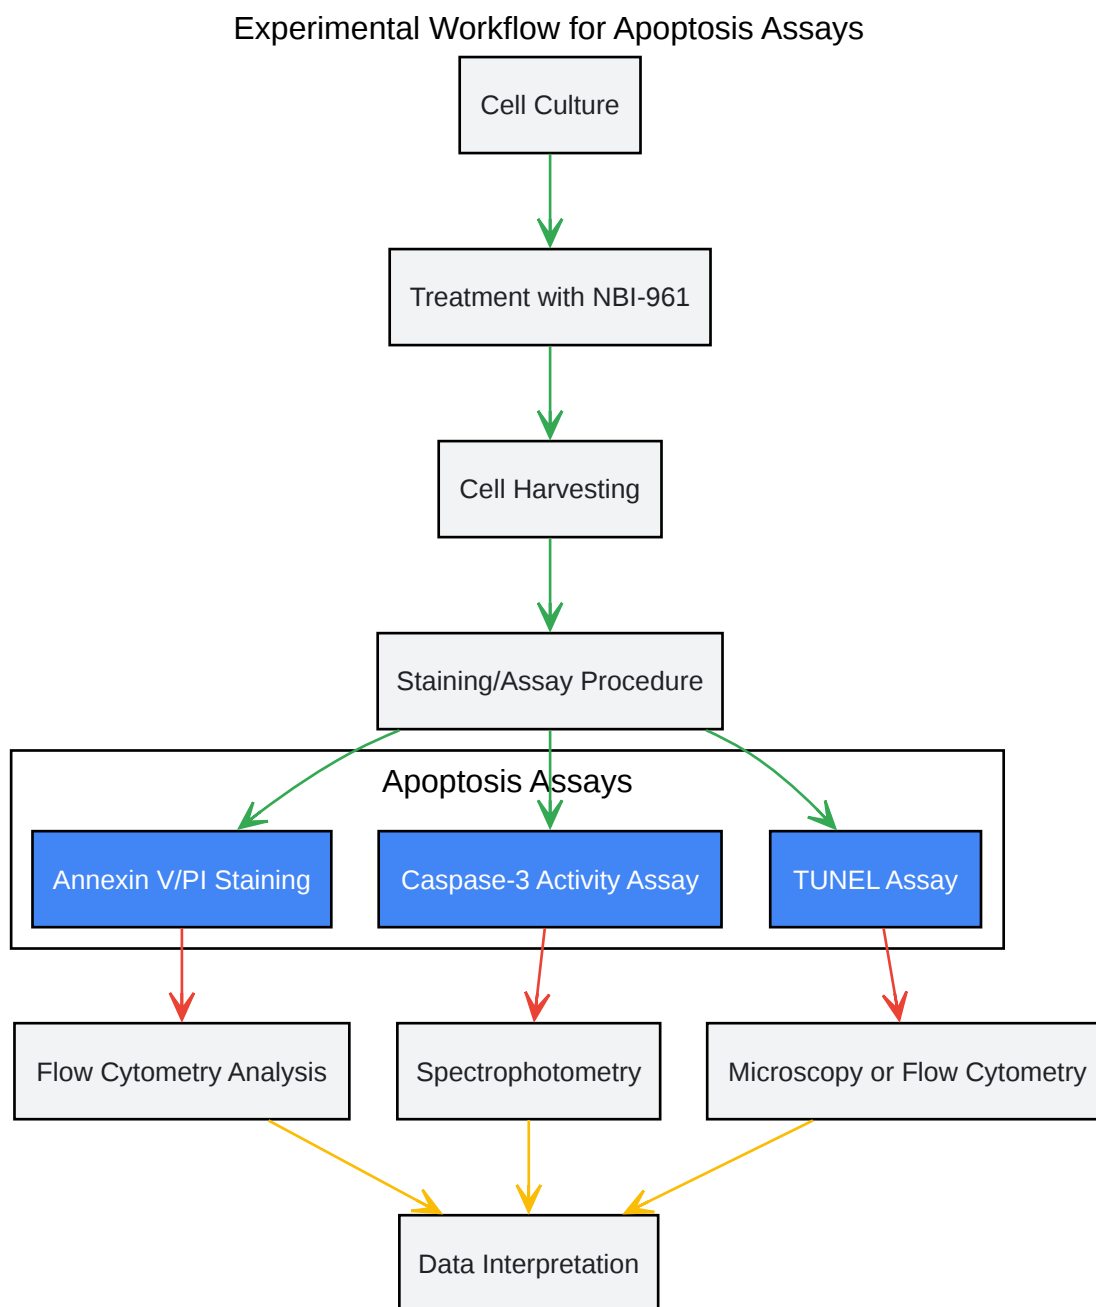 Experimental Workflow for Apoptosis Assays
Cell Culture
Treatment with NBI-961
Cell Harvesting
Staining/Assay Procedure
Apoptosis Assays
Annexin V/PI Staining
Caspase-3 Activity Assay
TUNEL Assay
Flow Cytometry Analysis
Spectrophotometry
Microscopy or Flow Cytometry
Data Interpretation